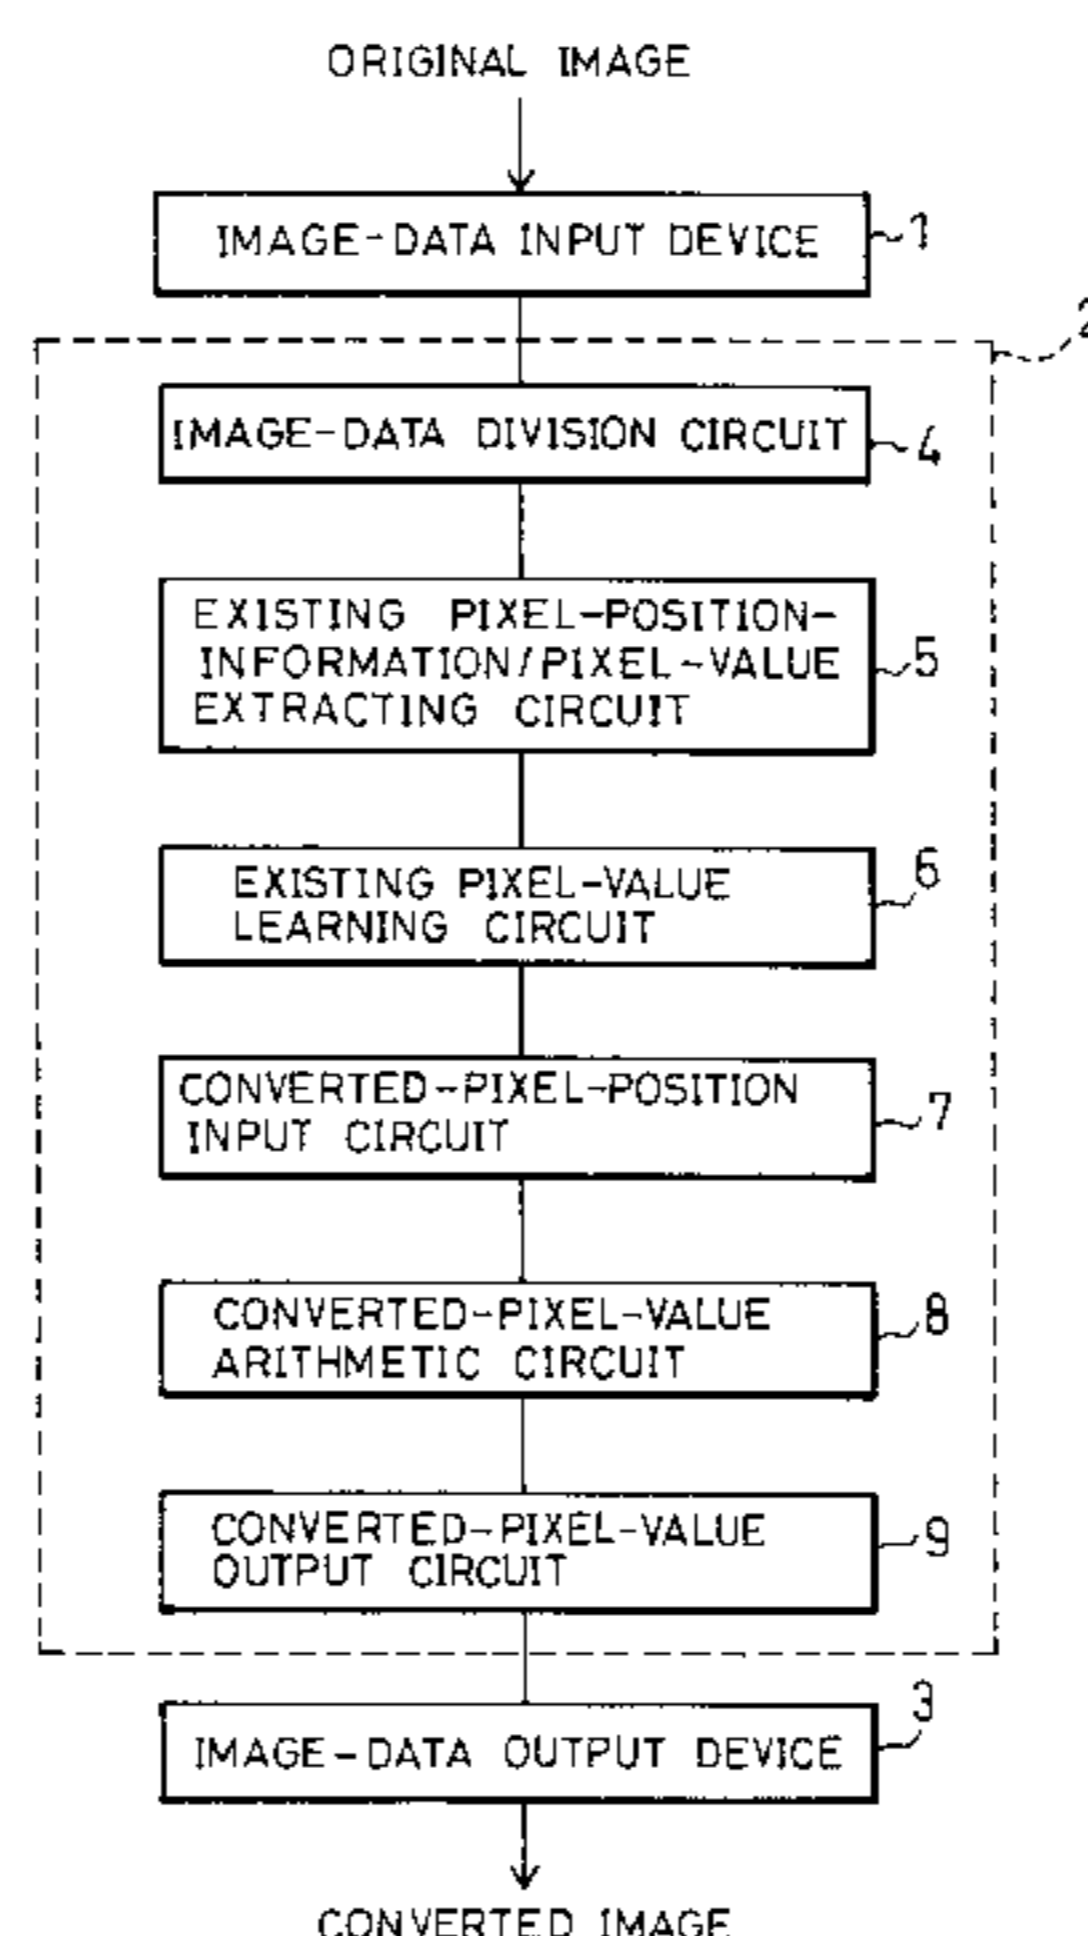 ORIGINAL IMAGE
IMAGE-DATA INPUT DEVICE
1
2
IMAGE-DATA DIVISION CIRCUIT
4
EXISTING PIXEL-POSITION-
INFORMATION/PIXEL-VALUE
EXTRACTING CIRCUIT
5
EXISTING PIXEL-VALUE
LEARNING CIRCUIT
6
CONVERTED-PIXEL-POSITION
INPUT CIRCUIT
7
CONVERTED-PIXEL-VALUE
ARITHMETIC CIRCUIT
8
CONVERTED-PIXEL-VALUE
OUTPUT CIRCUIT
9
IMAGE-DATA OUTPUT DEVICE
3
CONVERTED IMAGE